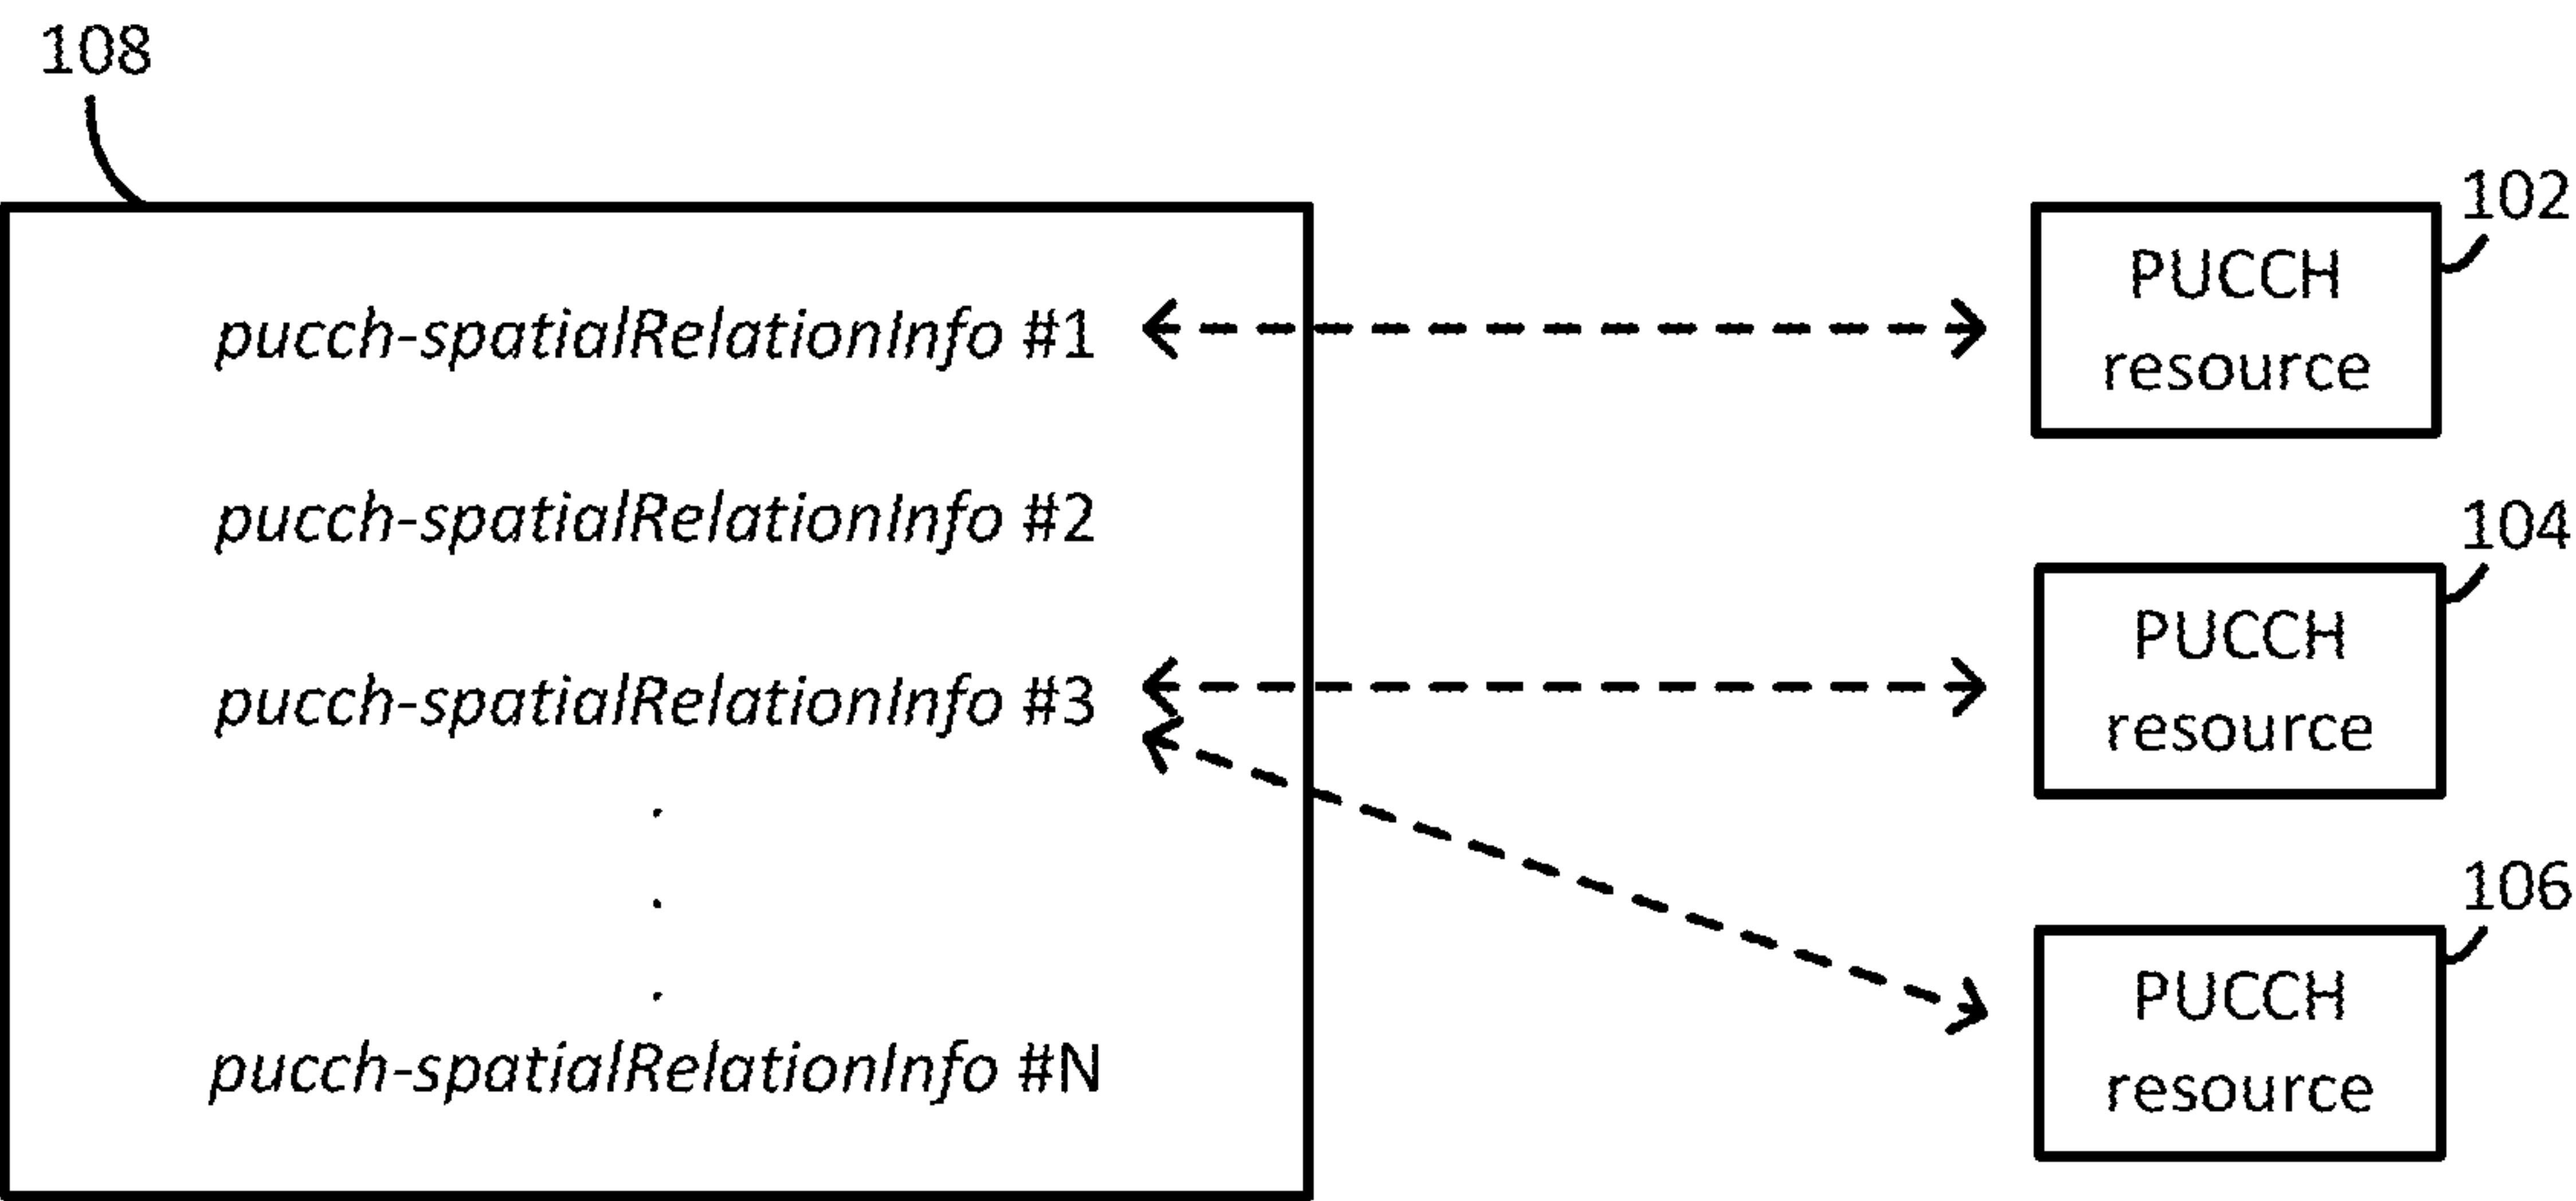 108
pucch-spatialRelationInfo #1
pucch-spatialRelationInfo #2
pucch-spatialRelationInfo #3
.
.
.
pucch-spatialRelationInfo #N
102
PUCCH
resource
104
PUCCH
resource
106
PUCCH
resource